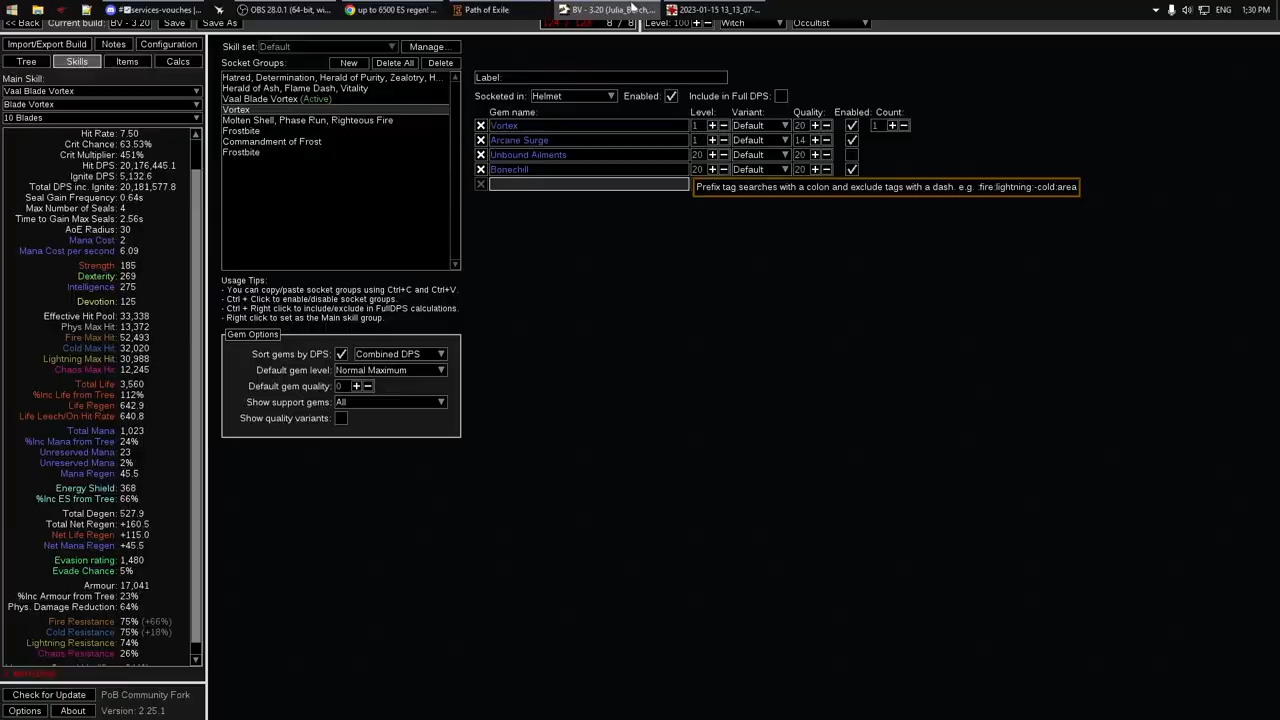 #services-vouches |...
OBS 28.0.1 (64-bit, wi...
up to 6500 ES regen! ...
Path of Exile
BV - 3.20 (Julia_B
2023-01-15 13_13_07-...
ENG
1:30 PM
<< Back
Current build:
BV - 3.20
Save
Save As
124 / 123
8 / 8
Level: 100
Witch
Occultist
Import/Export Build
Notes
Configuration
Tree
Skills
Items
Calcs
Main Skill:
Vaal Blade Vortex
Blade Vortex
10 Blades
Hit Rate: 7.50
Crit Chance: 63.53%
Crit Multiplier: 451%
Hit DPS: 20,176,445.1
Ignite DPS: 5,132.6
Total DPS inc. Ignite: 20,181,577.8
Seal Gain Frequency: 0.64s
Max Number of Seals: 4
Time to Gain Max Seals: 2.56s
AoE Radius: 30
Mana Cost: 2
Mana Cost per second: 6.09
Strength: 185
Dexterity: 269
Intelligence: 275
Devotion: 125
Effective Hit Pool: 33,338
Phys Max Hit: 13,372
Fire Max Hit: 52,493
Cold Max Hit: 32,020
Lightning Max Hit: 30,988
Chaos Max Hit: 12,245
Total Life: 3,560
%Inc Life from Tree: 112%
Life Regen: 642.9
Life Leech/On Hit Rate: 640.8
Total Mana: 1,023
%Inc Mana from Tree: 24%
Unreserved Mana: 23
Unreserved Mana: 2%
Mana Regen: 45.5
Energy Shield: 368
%Inc ES from Tree: 66%
Total Degen: 527.9
Total Net Regen: +160.5
Net Life Regen: +115.0
Net Mana Regen: +45.5
Evasion rating: 1,480
Evade Chance: 5%
Armour: 17,041
%Inc Armour from Tree: 23%
Phys. Damage Reduction: 64%
Fire Resistance: 75% (+66%)
Cold Resistance: 75% (+18%)
Lightning Resistance: 74%
Chaos Resistance: 26%
Check for Update
PoB Community Fork
Options
About
Version: 2.25.1
Skill set:
Default
Manage...
Socket Groups:
New
Delete All
Delete
Hatred, Determination, Herald of Purity, Zealotry, H...
Herald of Ash, Flame Dash, Vitality
Vaal Blade Vortex (Active)
Vortex
Molten Shell, Phase Run, Righteous Fire
Frostbite
Commandment of Frost
Frostbite
Usage Tips:
- You can copy/paste socket groups using Ctrl+C and Ctrl+V.
- Ctrl + Click to enable/disable socket groups.
- Ctrl + Right click to include/exclude in FullDPS calculations.
- Right click to set as the Main skill group.
Gem Options
Sort gems by DPS:
Combined DPS
Default gem level:
Normal Maximum
Default gem quality:
0
Show support gems:
All
Show quality variants:
Label:
Socketed in:
Helmet
Enabled:
Include in Full DPS:
Gem name:
Level:
Variant:
Quality:
Enabled:
Count:
Vortex
1
Default
20
1
Arcane Surge
1
Default
14
Unbound Ailments
20
Default
20
Bonechill
20
Default
20
Prefix tag searches with a colon and exclude tags with a dash. e.g. :fire:lightning:-cold:area